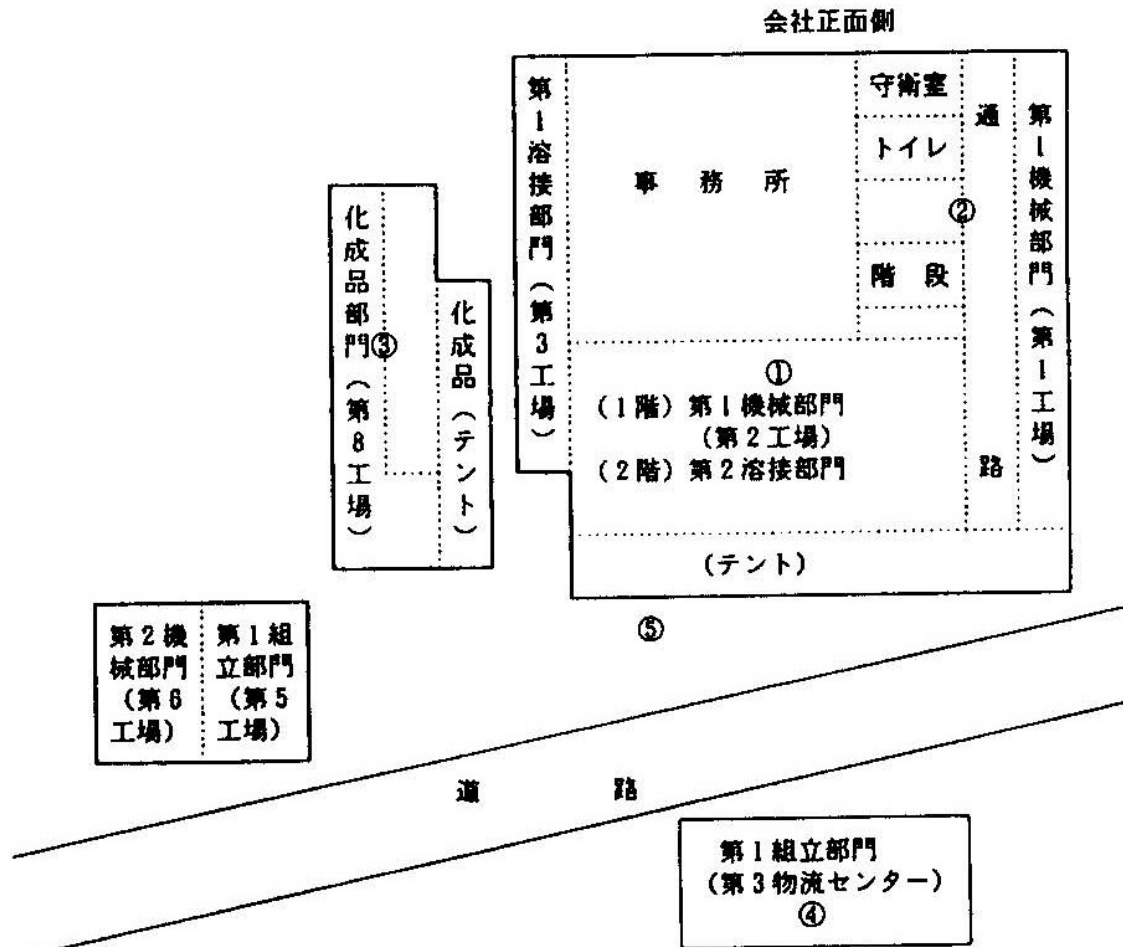 会社正面側
第1溶接部門（第3工場）
事務所
守衛室
トイレ
②
階段
通路
第1機械部門（第1工場）
化成品部門（第8工場）
③
化成品（テント）
①
（1階）第1機械部門
（第2工場）
（2階）第2溶接部門
（テント）
第2機
械部門
（第6
工場）
第1組
立部門
（第5
工場）
⑤
道路
第1組立部門
（第3物流センター）
④